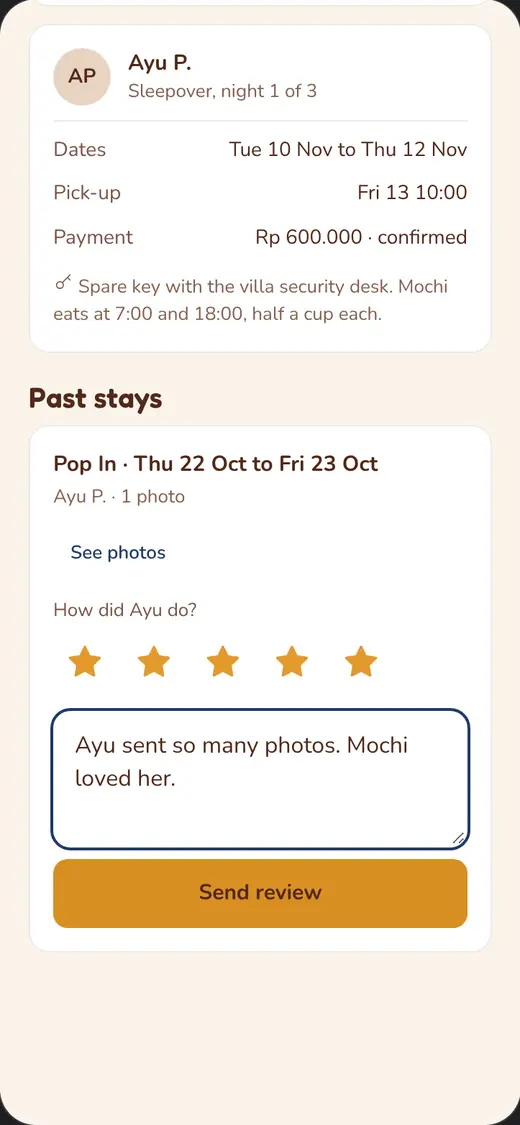 AP
Ayu P.
Sleepover, night 1 of 3
Dates Tue 10 Nov to Thu 12 Nov
Pick-up Fri 13 10:00
Payment Rp 600.000 · confirmed
Spare key with the villa security desk. Mochi
eats at 7:00 and 18:00, half a cup each.
Past stays
Pop In · Thu 22 Oct to Fri 23 Oct
Ayu P. · 1 photo
See photos
How did Ayu do?
Ayu sent so many photos. Mochi
loved her.
Send review